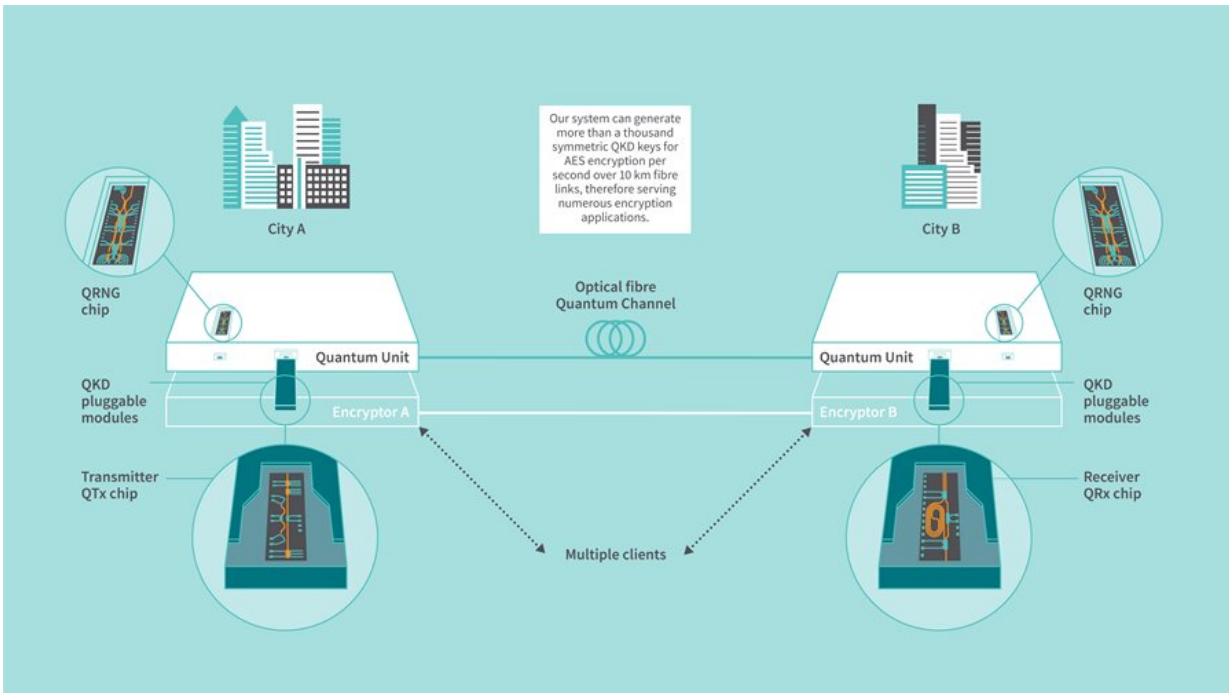 Our system can generate
more than a thousand
symmetric QKD keys for
AES encryption per
second over 10 km fibre
links, therefore serving
numerous encryption
applications.
City A
City B
QRNG
chip
Optical fibre
Quantum Channel
QRNG
chip
Quantum Unit
Quantum Unit
QKD
pluggable
modules
Encryptor A
Encryptor B
QKD
pluggable
modules
Transmitter
QTx chip
Receiver
QRx chip
Multiple clients